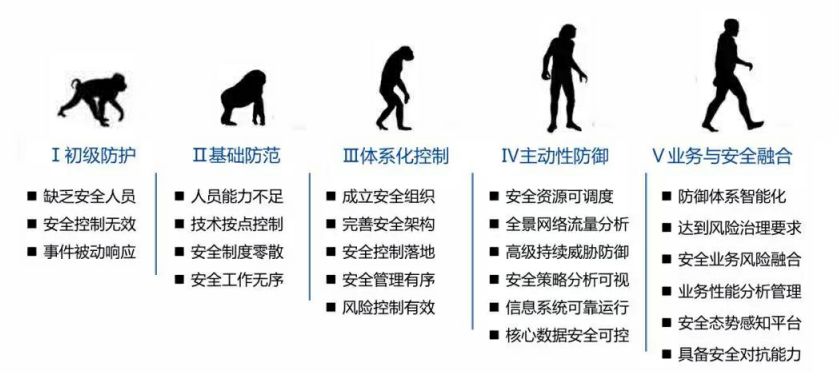 Ⅰ初级防护
缺乏安全人员
安全控制无效
事件被动响应
Ⅱ基础防范
人员能力不足
技术按点控制
安全制度零散
安全工作无序
Ⅲ体系化控制
成立安全组织
完善安全架构
安全控制落地
安全管理有序
风险控制有效
Ⅳ主动性防御
安全资源可调度
全景网络流量分析
高级持续威胁防御
安全策略分析可视
信息系统可靠运行
核心数据安全可控
Ⅴ业务与安全融合
防御体系智能化
达到风险治理要求
安全业务风险融合
业务性能分析管理
安全态势感知平台
具备安全对抗能力